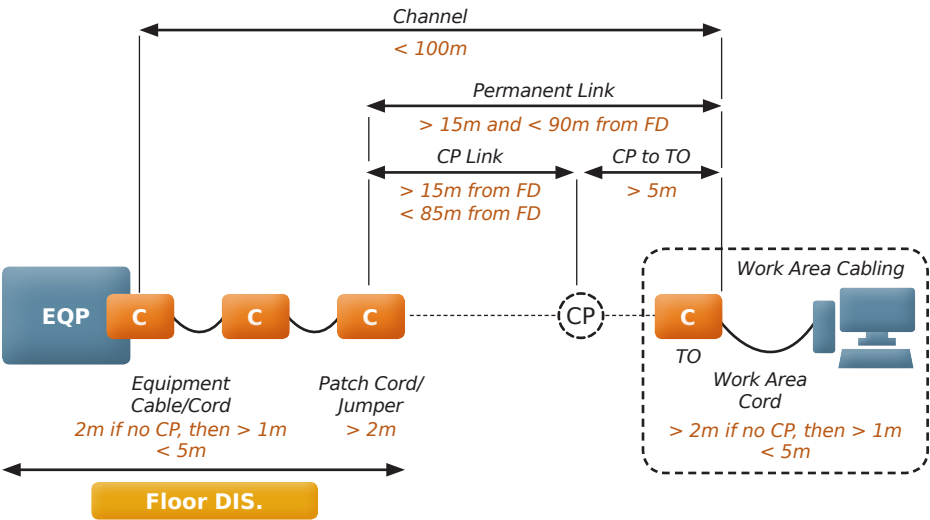 Channel
< 100m
Permanent Link
> 15m and < 90m from FD
CP Link
CP to TO
> 15m from FD
< 85m from FD
> 5m
Work Area Cabling
EQP
C
C
C
CP
C
TO
Equipment
Cable/Cord
2m if no CP, then > 1m
< 5m
Patch Cord/
Jumper
> 2m
Work Area
Cord
> 2m if no CP, then > 1m
< 5m
Floor DIS.